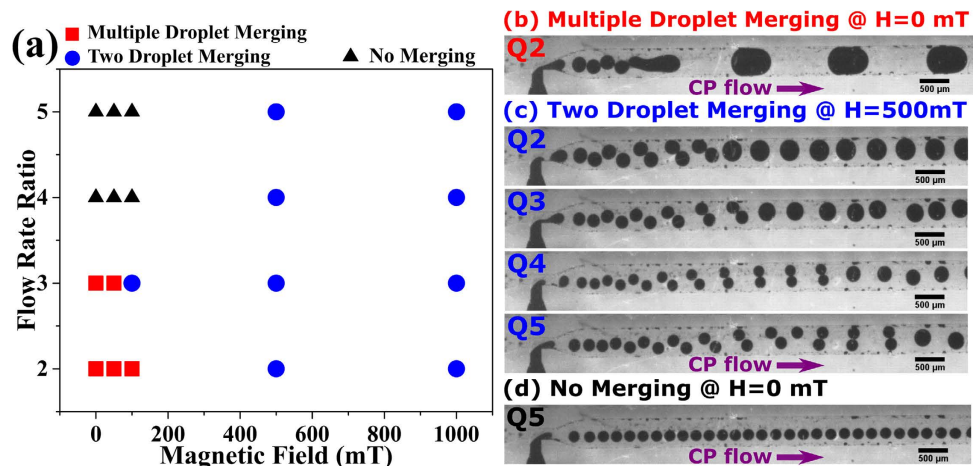 (a)
Multiple Droplet Merging
Two Droplet Merging
No Merging
Flow Rate Ratio
5
4
3
2
0
200
400
600
800
1000
Magnetic Field (mT)
(b) Multiple Droplet Merging @ H=0 mT
Q2
CP flow
500 µm
(c) Two Droplet Merging @ H=500mT
Q2
500 µm
Q3
500 µm
Q4
500 µm
Q5
CP flow
500 µm
(d) No Merging @ H=0 mT
Q5
CP flow
500 µm